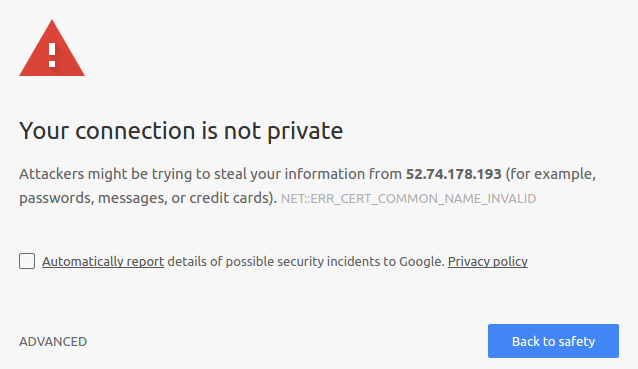 Your connection is not private
Attackers might be trying to steal your information from 52.74.178.193 (for example,
passwords, messages, or credit cards). NET::ERR_CERT_COMMON_NAME_INVALID
Automatically report details of possible security incidents to Google. Privacy policy
ADVANCED
Back to safety